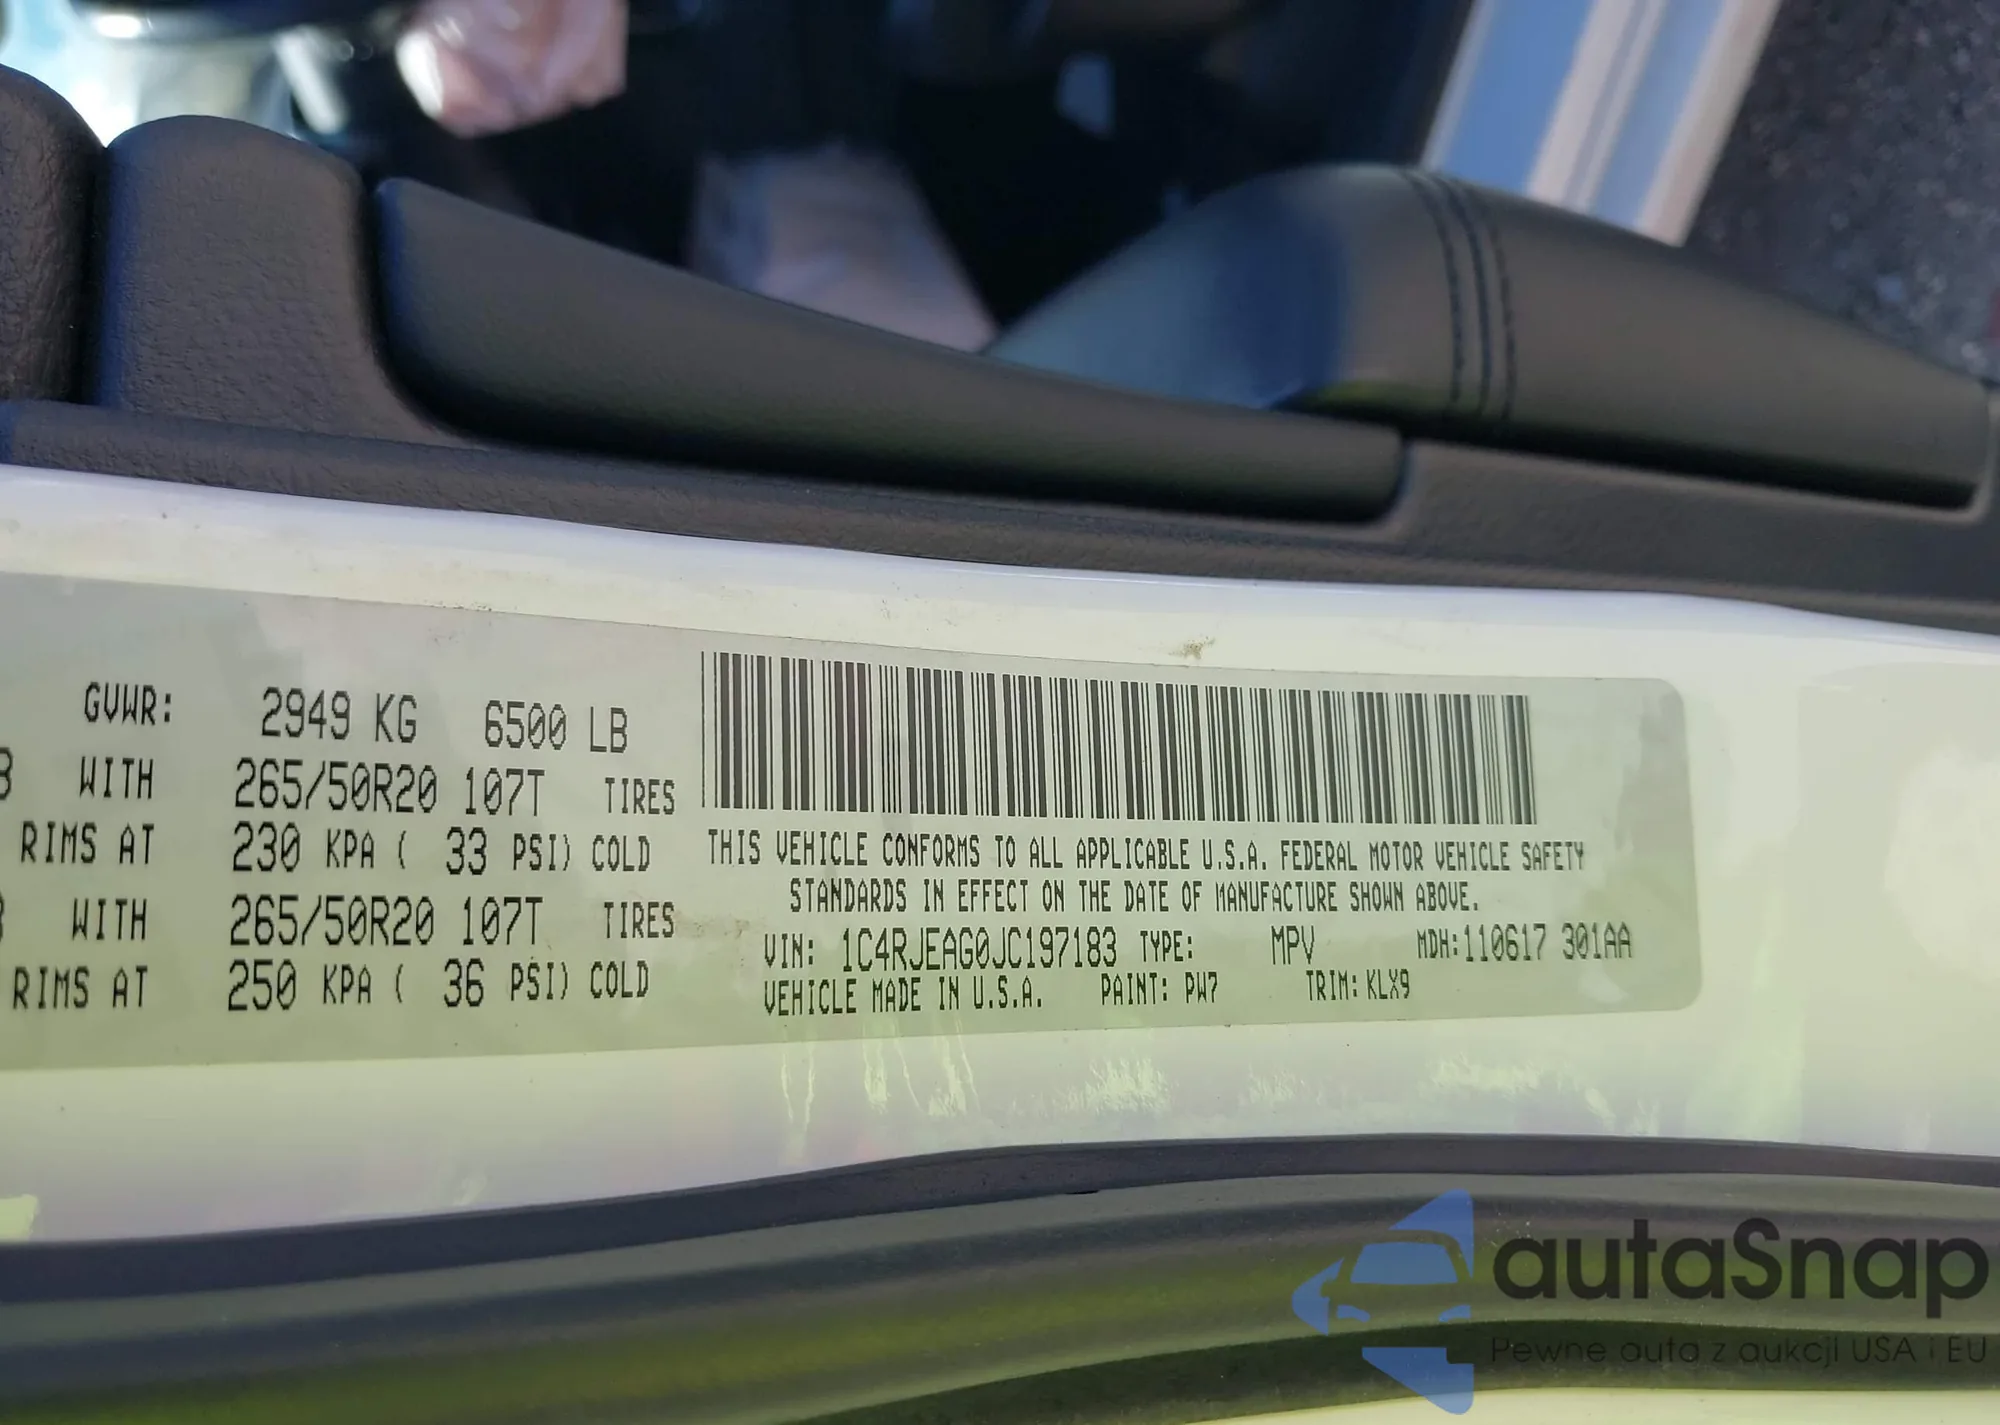 GVWR: 2949 KG 6500 LB
WITH 265/50R20 107T TIRES
RIMS AT 230 KPA ( 33 PSI) COLD
WITH 265/50R20 107T TIRES
RIMS AT 250 KPA ( 36 PSI) COLD
THIS VEHICLE CONFORMS TO ALL APPLICABLE U.S.A. FEDERAL MOTOR VEHICLE SAFETY
STANDARDS IN EFFECT ON THE DATE OF MANUFACTURE SHOWN ABOVE.
VIN: 1C4RJEAG0JC197183 TYPE: MPV MDH:110617 301AA
VEHICLE MADE IN U.S.A. PAINT: PW7 TRIM: KLX9
autaSnap
Pewne auta z aukcji USA i EU